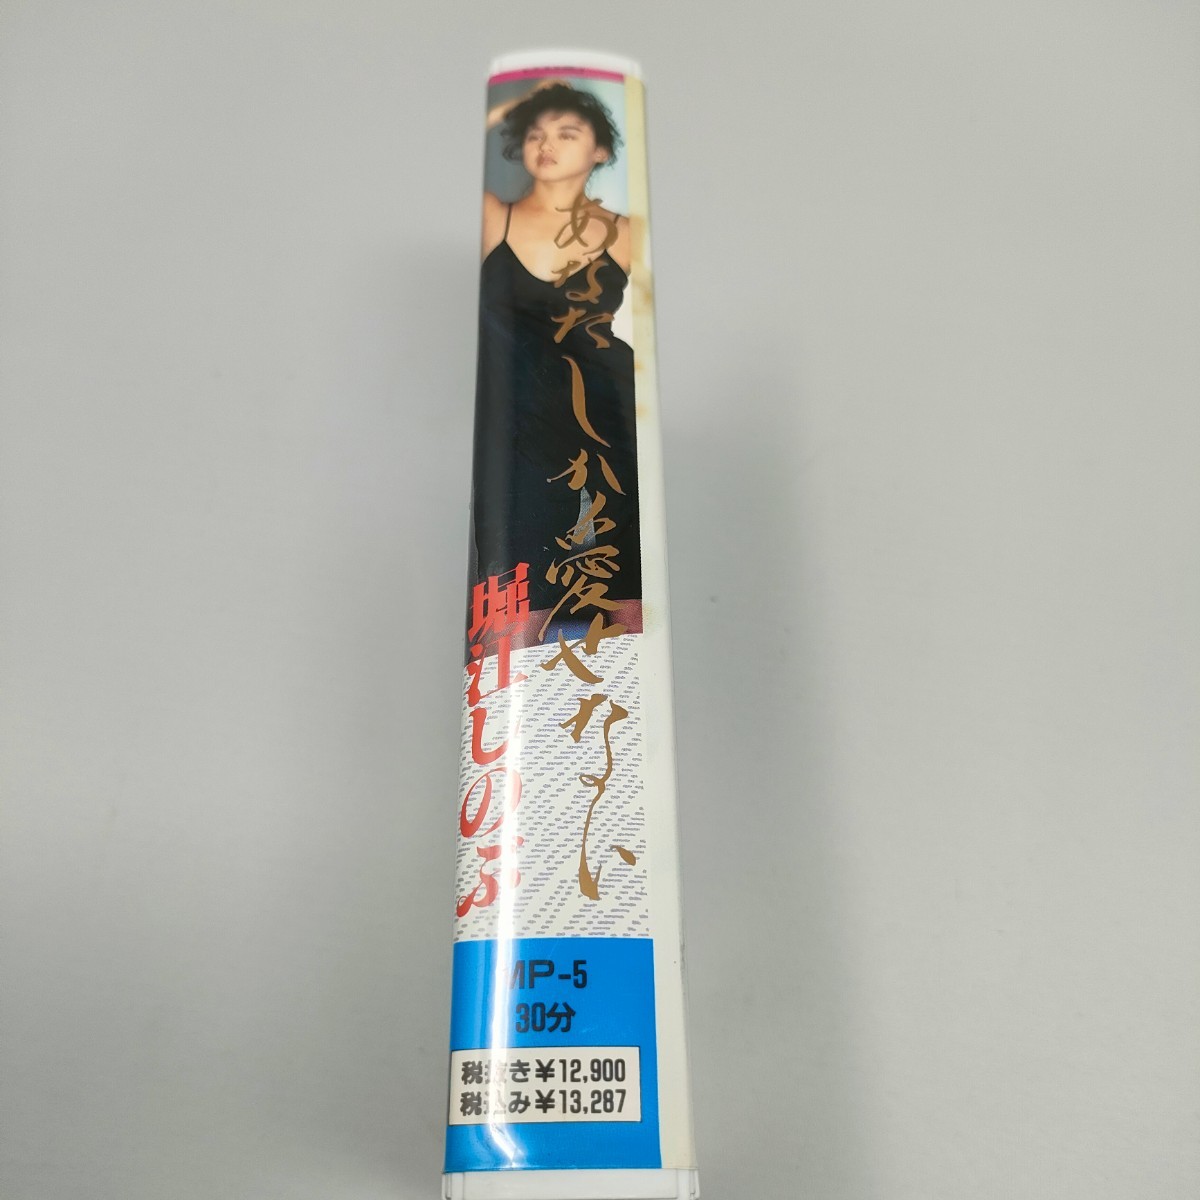 あなたしか愛せない
堀江しのぶ
MP-5
30分
税抜き¥12,900
税込み¥13,287